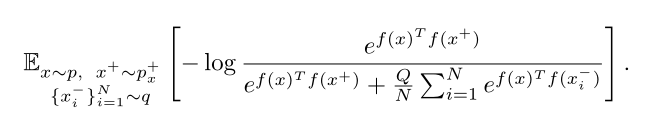 $$\mathbb{E}_{\substack{x \sim p, \ x^+ \sim p_x^+ \\ \{x_i^-\}_{i=1}^N \sim q}} \left[ -\log \frac{e^{f(x)^T f(x^+)}}{e^{f(x)^T f(x^+)} + \frac{Q}{N} \sum_{i=1}^N e^{f(x)^T f(x_i^-)}} \right].$$